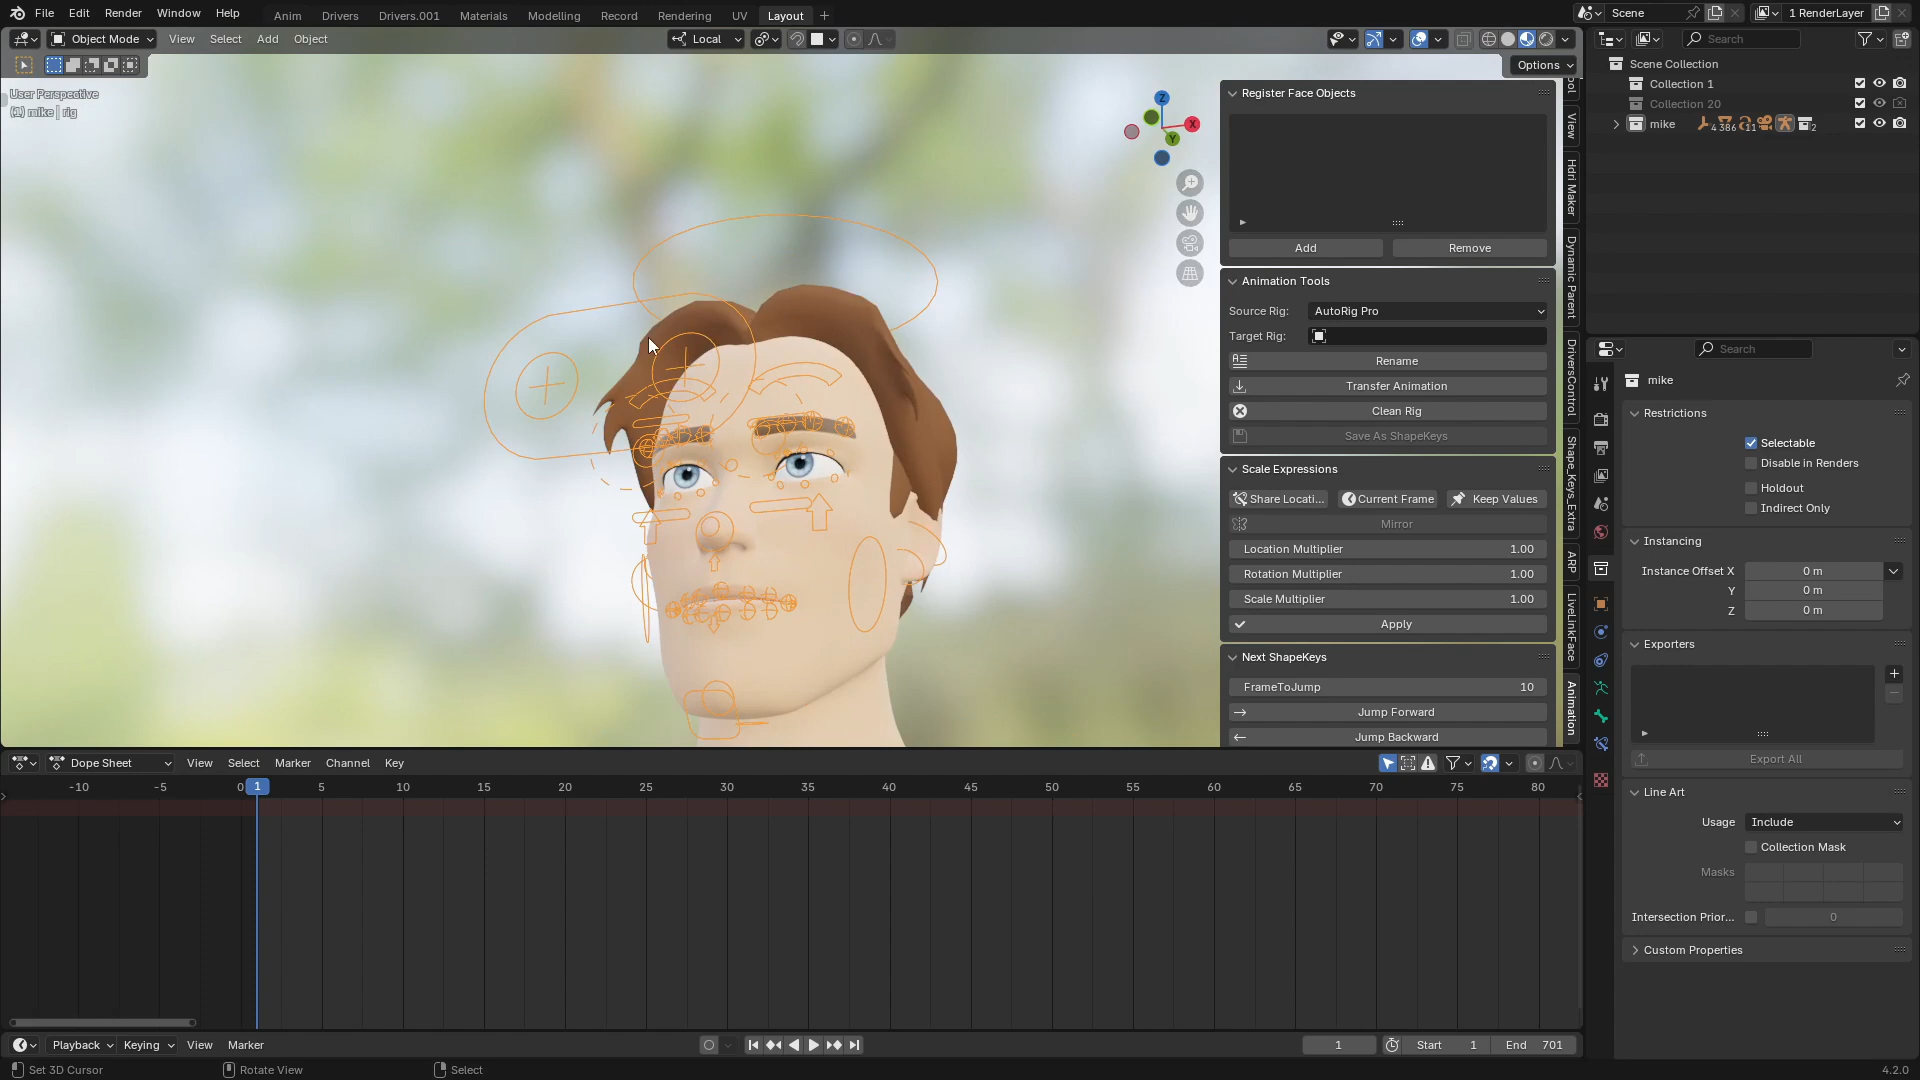 File Edit Render Window Help Anim Drivers Drivers.001 Materials Modelling Record Rendering UV Layout + Scene 1 RenderLayer
Object Mode View Select Add Object Local Search
Options
User Perspective
(1) mike | rig
Z
X
Y
Register Face Objects
Add Remove
Animation Tools
Source Rig: AutoRig Pro
Target Rig:
Rename
Transfer Animation
Clean Rig
Save As ShapeKeys
Scale Expressions
Share Locati... Current Frame Keep Values
Mirror
Location Multiplier 1.00
Rotation Multiplier 1.00
Scale Multiplier 1.00
Apply
Next ShapeKeys
FrameToJump 10
Jump Forward
Jump Backward
View
Hdri Maker
Dynamic Parent
DriversControl
Shape_Keys_Extra
ARP
LiveLinkFace
Animation
Scene Collection
Collection 1
Collection 20
mike 4 386 11 2
Search
mike
Restrictions
Selectable
Disable in Renders
Holdout
Indirect Only
Instancing
Instance Offset X 0 m
Y 0 m
Z 0 m
Exporters
Export All
Line Art
Usage Include
Collection Mask
Masks
Intersection Prior... 0
Custom Properties
Dope Sheet View Select Marker Channel Key
-10 -5 0 1 5 10 15 20 25 30 35 40 45 50 55 60 65 70 75 80
Playback Keying View Marker 1 Start 1 End 701
Set 3D Cursor Rotate View Select 4.2.0